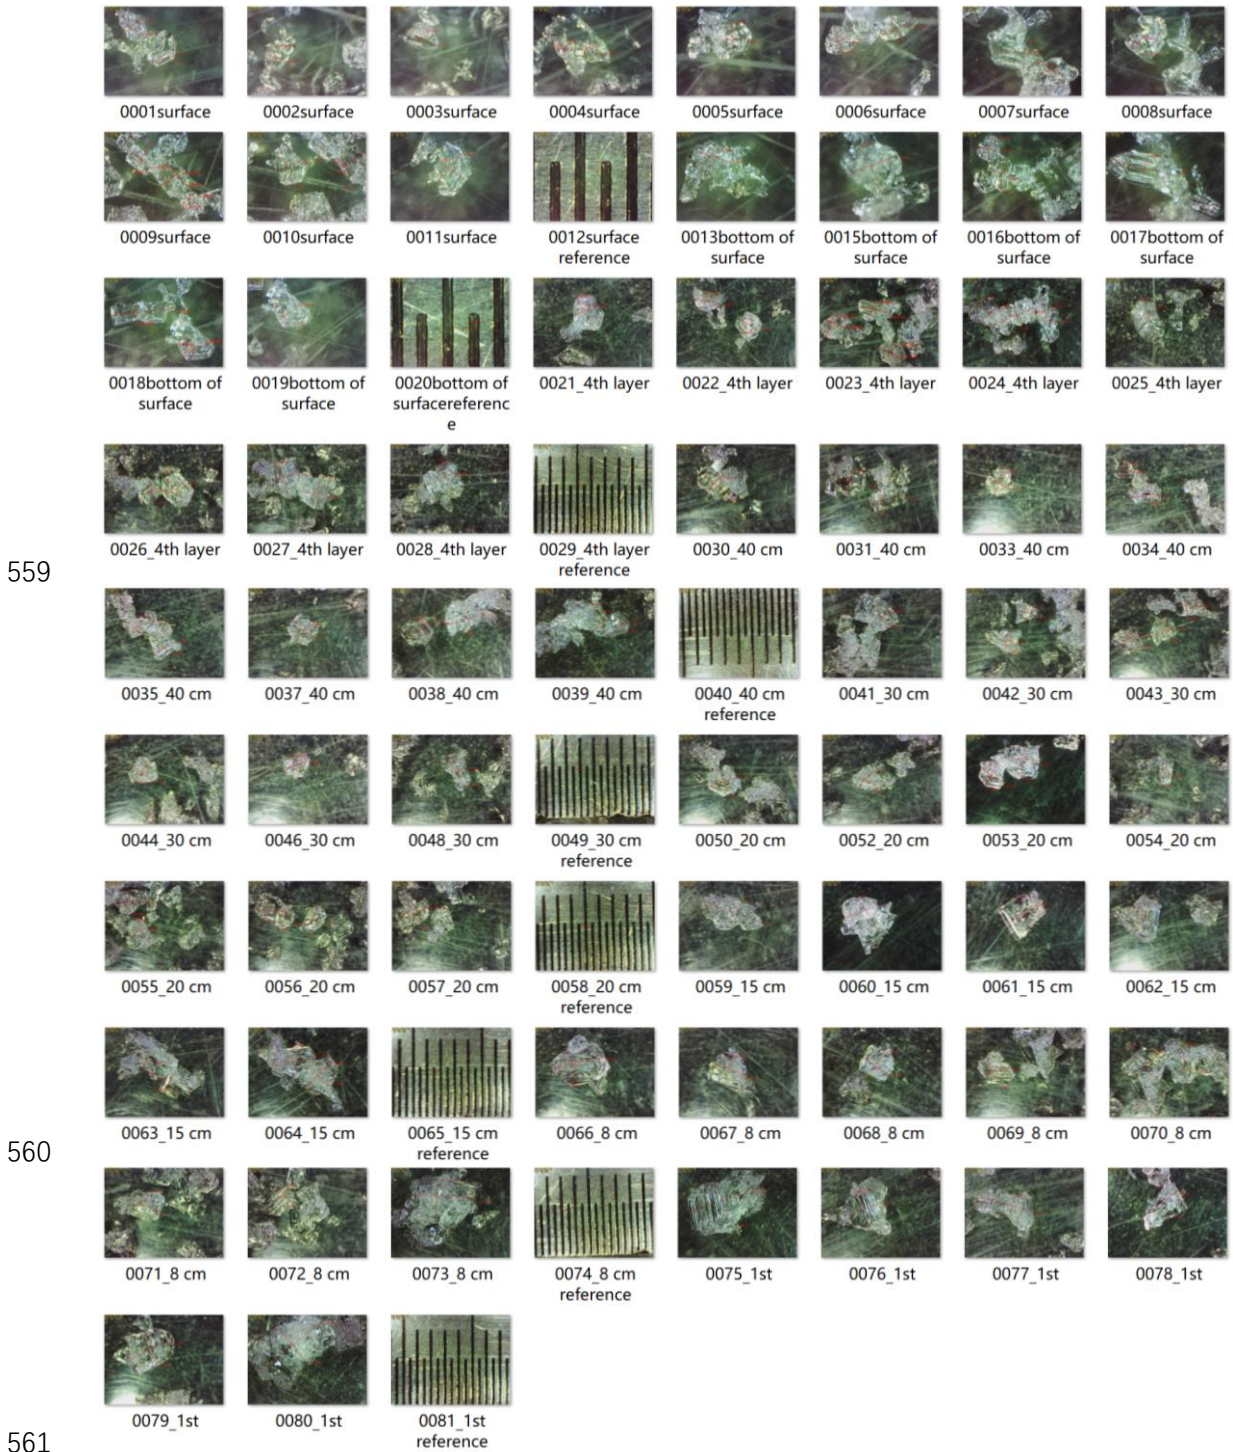 0001surface 0002surface 0003surface 0004surface 0005surface 0006surface 0007surface 0008surface
0009surface 0010surface 0011surface 0012surface reference 0013bottom of surface 0015bottom of surface 0016bottom of surface 0017bottom of surface
0018bottom of surface 0019bottom of surface 0020bottom of surfacereference 0021_4th layer 0022_4th layer 0023_4th layer 0024_4th layer 0025_4th layer
0026_4th layer 0027_4th layer 0028_4th layer 0029_4th layer reference 0030_40 cm 0031_40 cm 0033_40 cm 0034_40 cm
559
0035_40 cm 0037_40 cm 0038_40 cm 0039_40 cm 0040_40 cm reference 0041_30 cm 0042_30 cm 0043_30 cm
0044_30 cm 0046_30 cm 0048_30 cm 0049_30 cm reference 0050_20 cm 0052_20 cm 0053_20 cm 0054_20 cm
0055_20 cm 0056_20 cm 0057_20 cm 0058_20 cm reference 0059_15 cm 0060_15 cm 0061_15 cm 0062_15 cm
0063_15 cm 0064_15 cm 0065_15 cm reference 0066_8 cm 0067_8 cm 0068_8 cm 0069_8 cm 0070_8 cm
560
0071_8 cm 0072_8 cm 0073_8 cm 0074_8 cm reference 0075_1st 0076_1st 0077_1st 0078_1st
0079_1st 0080_1st 0081_1st reference
561